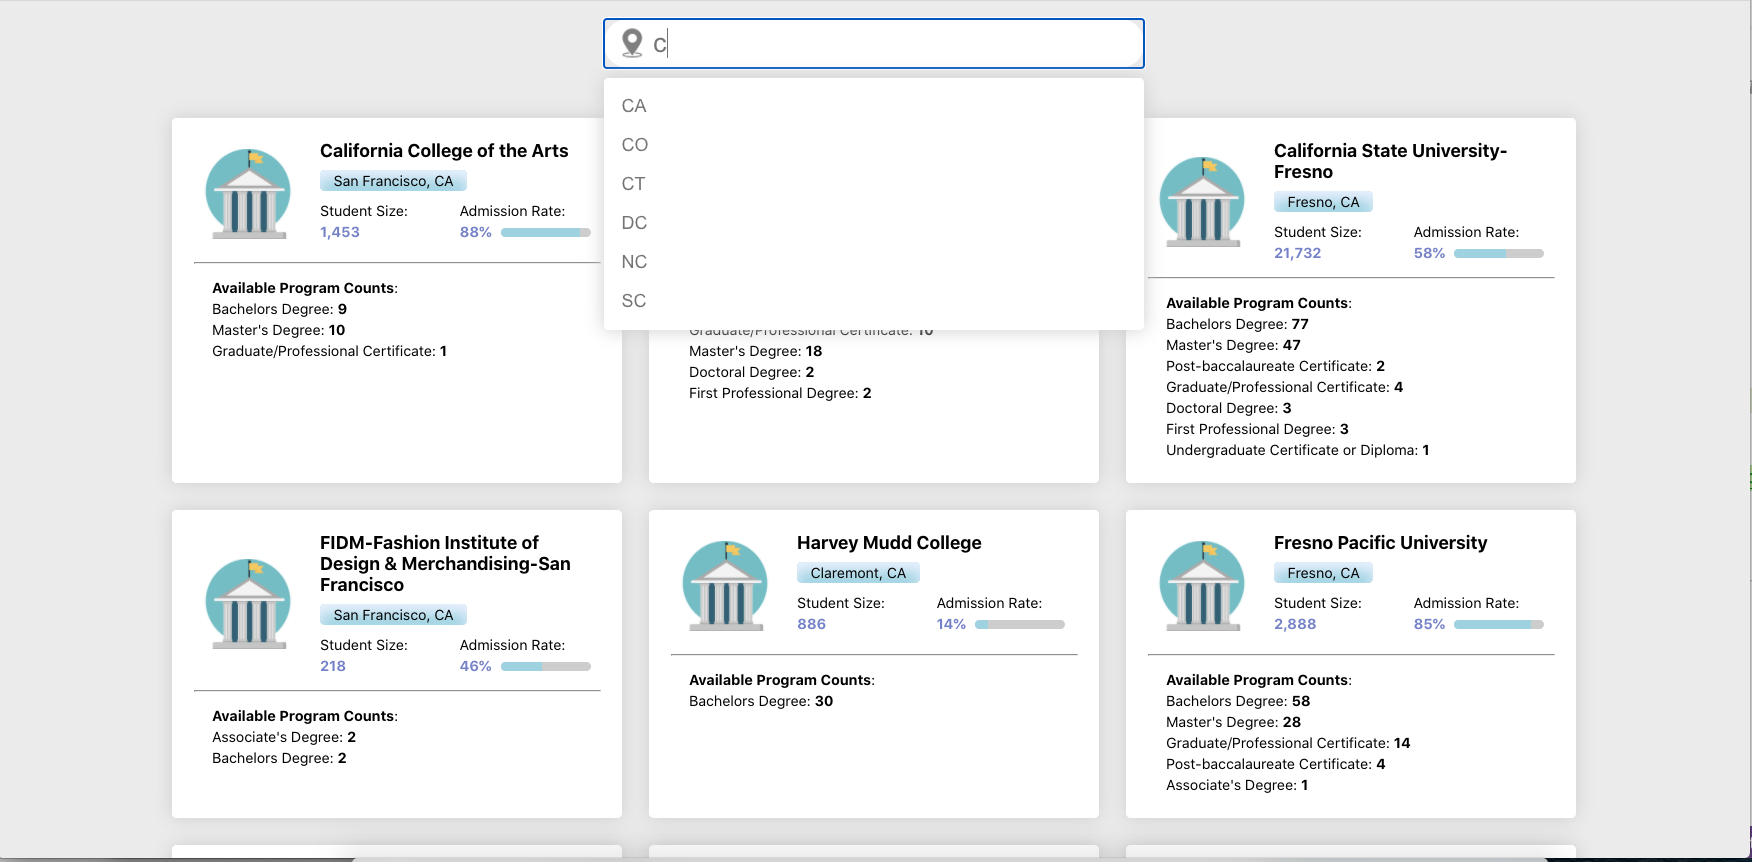 C
CA
CO
CT
DC
NC
SC
California College of the Arts
San Francisco, CA
Student Size:
Admission Rate:
1,453
88%
Available Program Counts:
Bachelors Degree: 9
Master's Degree: 10
Graduate/Professional Certificate: 1
Graduate/Professional Certificate: 10
Master's Degree: 18
Doctoral Degree: 2
First Professional Degree: 2
California State University-
Fresno
Fresno, CA
Student Size:
Admission Rate:
21,732
58%
Available Program Counts:
Bachelors Degree: 77
Master's Degree: 47
Post-baccalaureate Certificate: 2
Graduate/Professional Certificate: 4
Doctoral Degree: 3
First Professional Degree: 3
Undergraduate Certificate or Diploma: 1
FIDM-Fashion Institute of
Design & Merchandising-San
Francisco
San Francisco, CA
Student Size:
Admission Rate:
218
46%
Available Program Counts:
Associate's Degree: 2
Bachelors Degree: 2
Harvey Mudd College
Claremont, CA
Student Size:
Admission Rate:
886
14%
Available Program Counts:
Bachelors Degree: 30
Fresno Pacific University
Fresno, CA
Student Size:
Admission Rate:
2,888
85%
Available Program Counts:
Bachelors Degree: 58
Master's Degree: 28
Graduate/Professional Certificate: 14
Post-baccalaureate Certificate: 4
Associate's Degree: 1